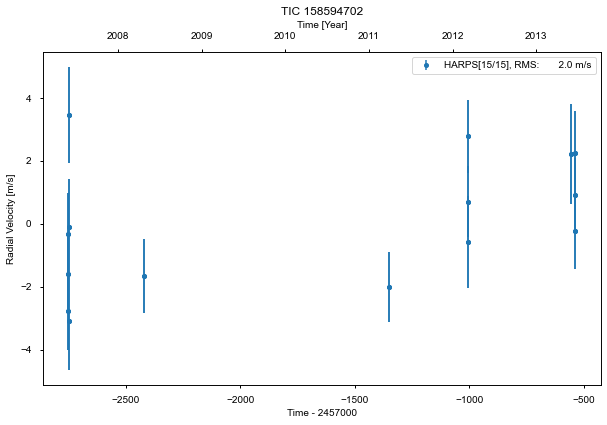 TIC 158594702
Time [Year]
2008 2009 2010 2011 2012 2013
HARPS[15/15], RMS: 2.0 m/s
4
2
0
−2
−4
Radial Velocity [m/s]
−2500 −2000 −1500 −1000 −500
Time - 2457000